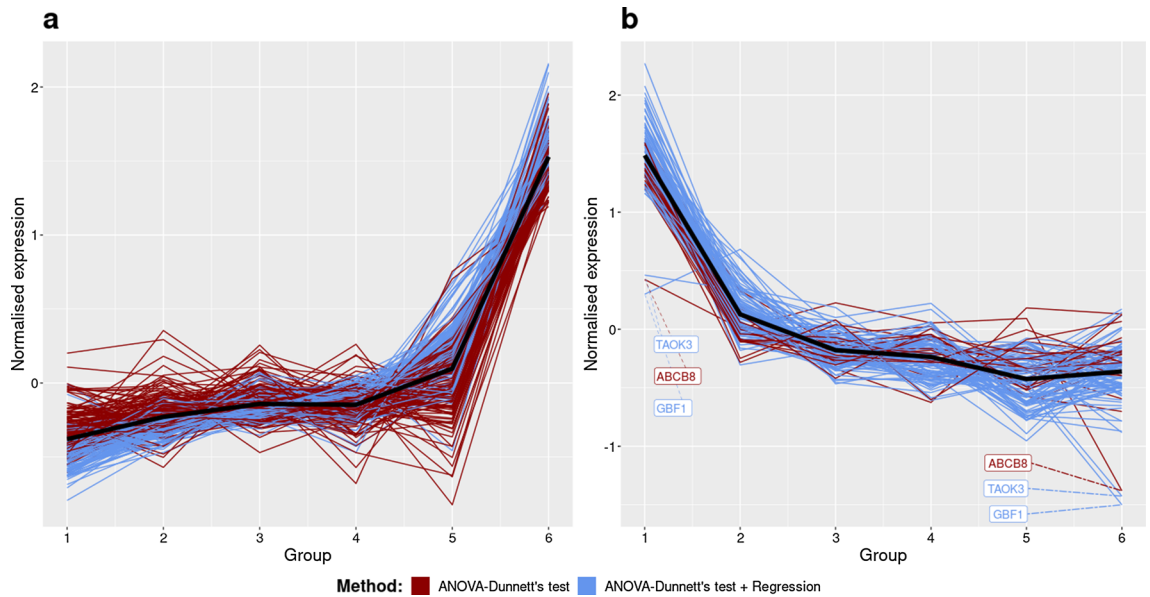 a
b
Normalised expression
2
1
0
1
2
3
4
5
6
Group
Normalised expression
2
1
0
-1
TAOK3
ABCB8
GBF1
ABCB8
TAOK3
GBF1
1
2
3
4
5
6
Group
Method: ANOVA-Dunnett's test ANOVA-Dunnett's test + Regression